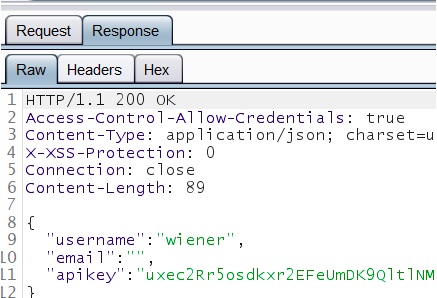 Request Response
Raw Headers Hex
1 HTTP/1.1 200 OK
2 Access-Control-Allow-Credentials: true
3 Content-Type: application/json; charset=u
4 X-XSS-Protection: 0
5 Connection: close
6 Content-Length: 89
7
8 {
9 "username":"wiener",
10 "email":"",
11 "apikey":"uxec2Rr5osdkxr2EFeUmDK9QltlNM
12 }